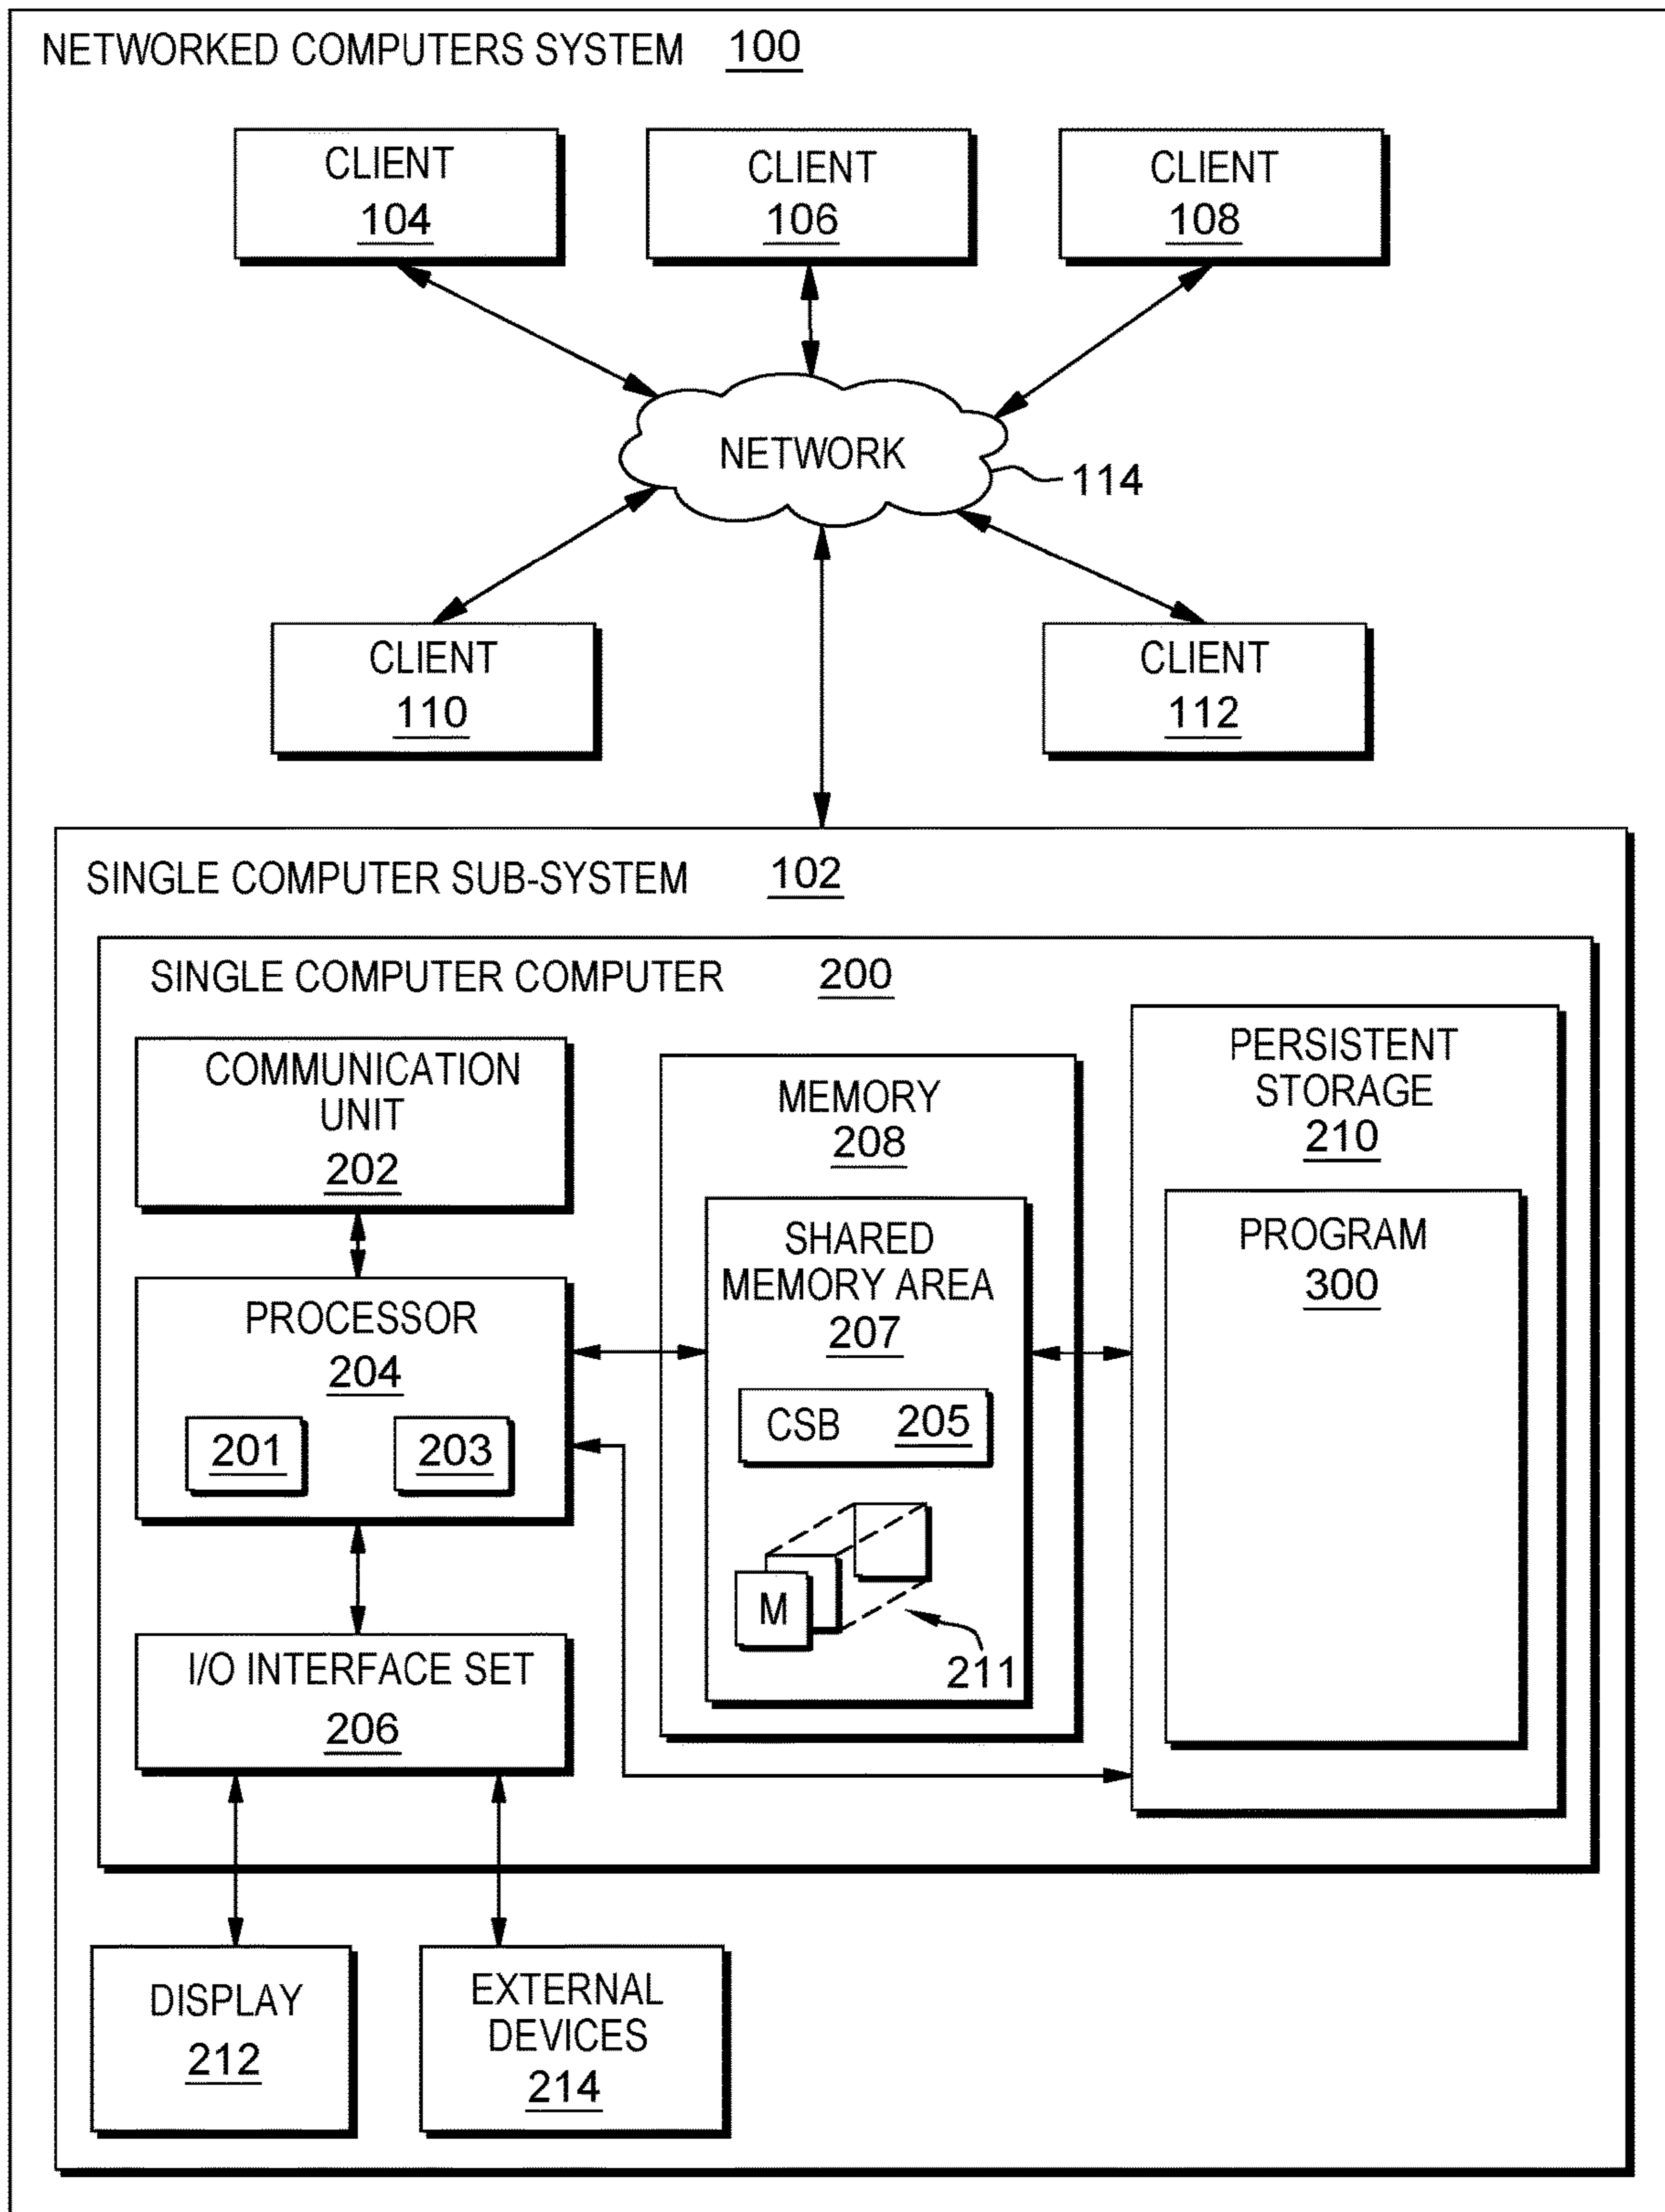 NETWORKED COMPUTERS SYSTEM 100
CLIENT
104
CLIENT
106
CLIENT
108
NETWORK
114
CLIENT
110
CLIENT
112
SINGLE COMPUTER SUB-SYSTEM 102
SINGLE COMPUTER COMPUTER 200
COMMUNICATION
UNIT
202
PROCESSOR
204
201 203
I/O INTERFACE SET
206
MEMORY
208
SHARED
MEMORY AREA
207
CSB 205
M
211
PERSISTENT
STORAGE
210
PROGRAM
300
DISPLAY
212
EXTERNAL
DEVICES
214